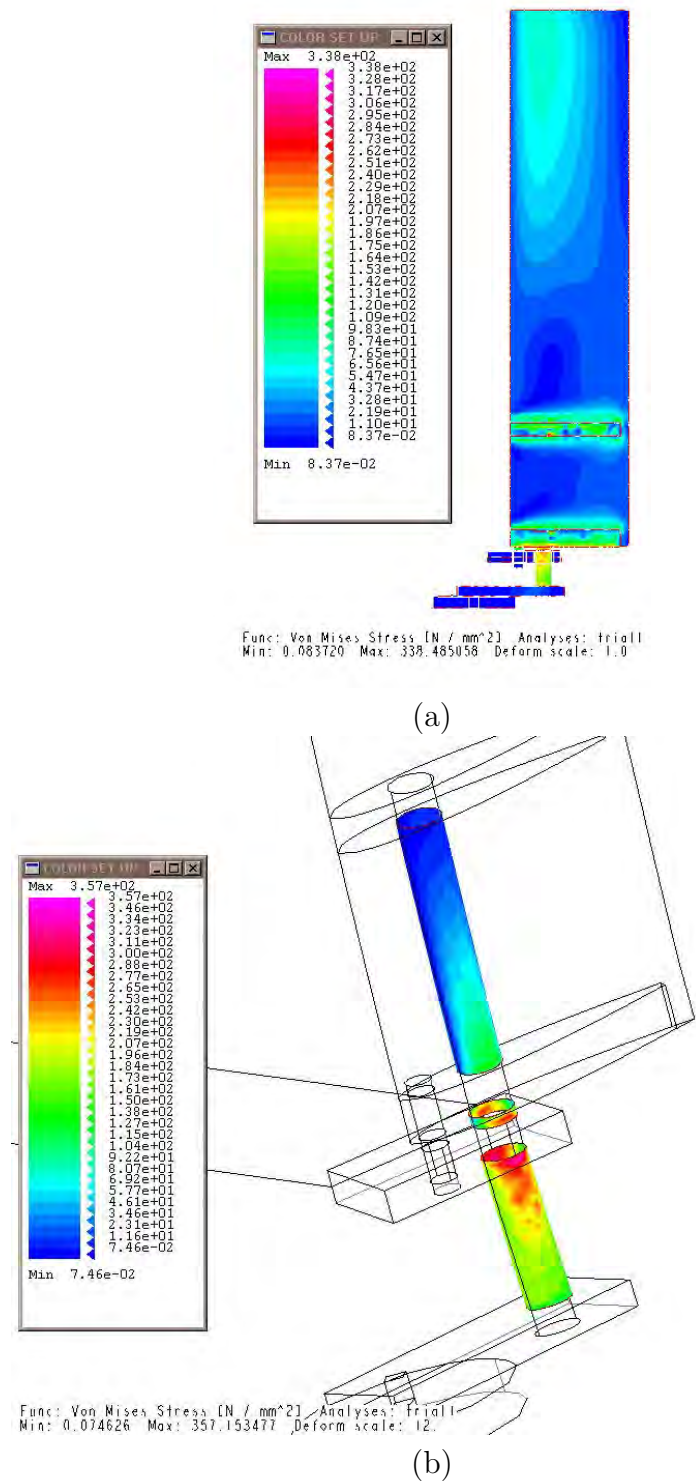 COLOR SET UP
Max 3.38e+02
3.38e+02
3.28e+02
3.17e+02
3.06e+02
2.95e+02
2.84e+02
2.73e+02
2.62e+02
2.51e+02
2.40e+02
2.29e+02
2.18e+02
2.07e+02
1.97e+02
1.86e+02
1.75e+02
1.64e+02
1.53e+02
1.42e+02
1.31e+02
1.20e+02
1.09e+02
9.83e+01
8.74e+01
7.65e+01
6.56e+01
5.47e+01
4.37e+01
3.28e+01
2.19e+01
1.10e+01
8.37e-02
Min 8.37e-02
Func: Von Mises Stress [N / mm^2] Analyses: triall
Min: 0.083720 Max: 338.485058 Deform scale: 1.0
(a)
COLOR SET UP
Max 3.57e+02
3.57e+02
3.46e+02
3.34e+02
3.23e+02
3.11e+02
3.00e+02
2.88e+02
2.77e+02
2.65e+02
2.53e+02
2.42e+02
2.30e+02
2.19e+02
2.07e+02
1.96e+02
1.84e+02
1.73e+02
1.61e+02
1.50e+02
1.38e+02
1.27e+02
1.15e+02
1.04e+02
9.22e+01
8.07e+01
6.92e+01
5.77e+01
4.61e+01
3.46e+01
2.31e+01
1.16e+01
7.46e-02
Min 7.46e-02
Func: Von Mises Stress [N / mm^2] Analyses: triall
Min: 0.074626 Max: 357.153477 Deform scale: 12.
(b)